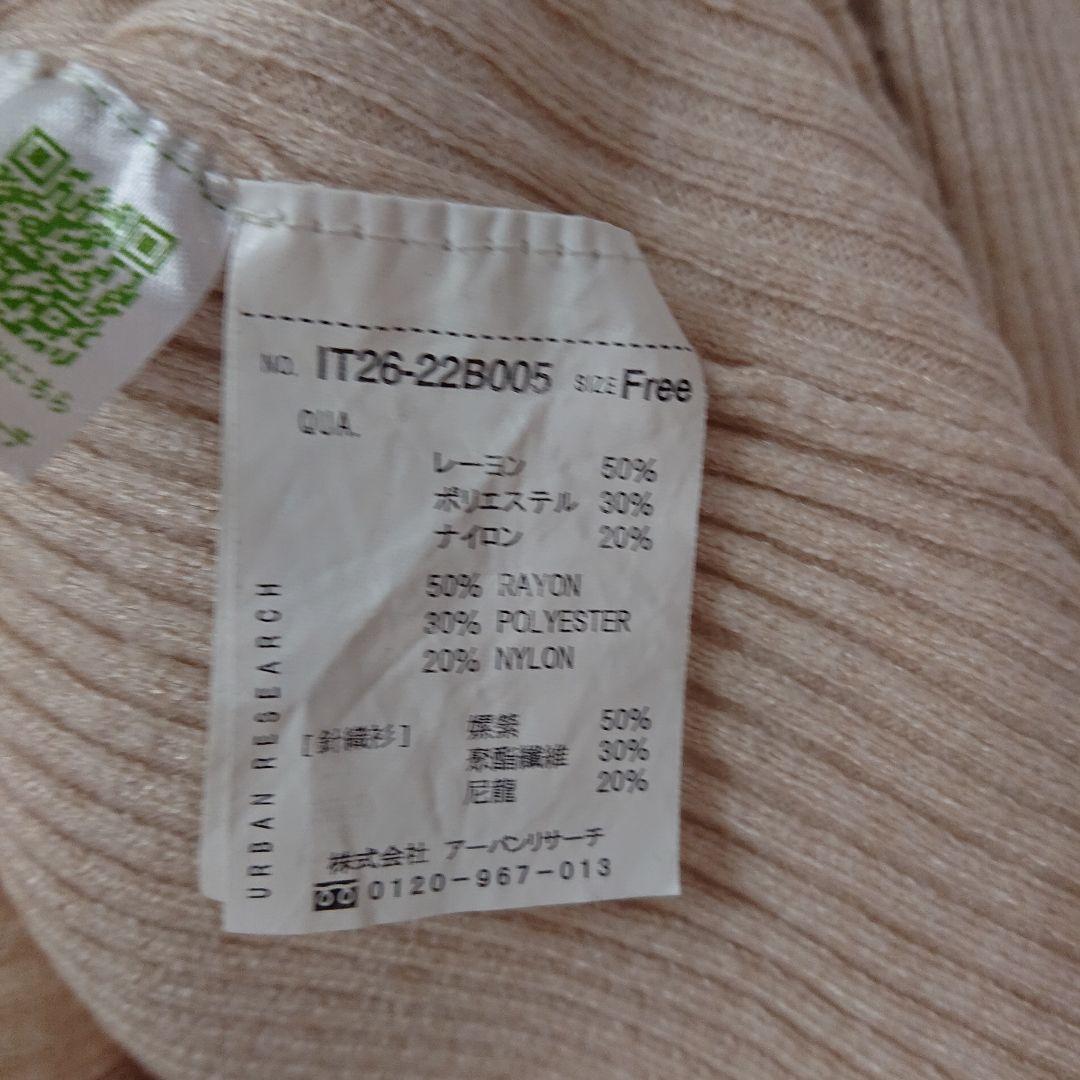 NO. IT26-22B005 SIZE Free
QUA.
レーヨン 50%
ポリエステル 30%
ナイロン 20%
50% RAYON
30% POLYESTER
20% NYLON
[針織衫] 嫘縈 50%
聚酯纖維 30%
尼龍 20%
株式会社 アーバンリサーチ
0120-967-013
URBAN RESEARCH
こちら